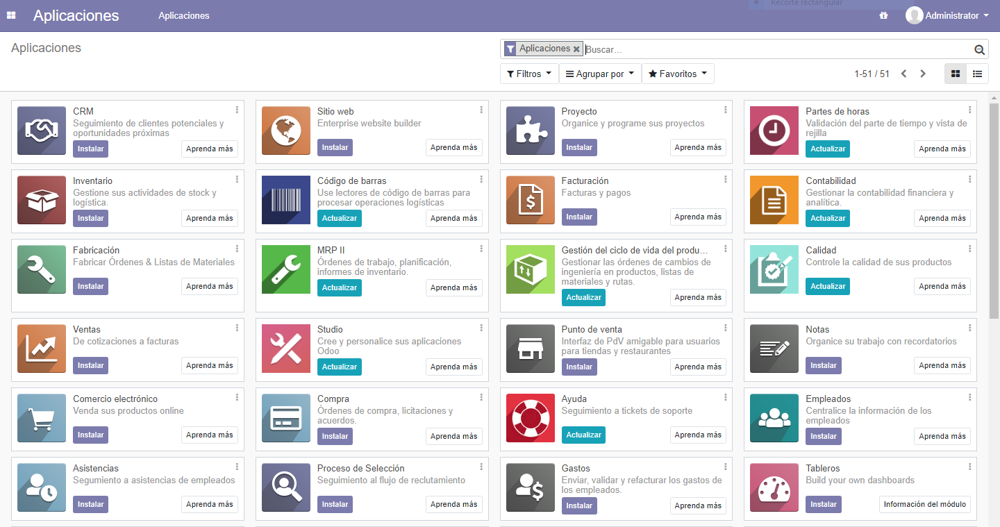 Aplicaciones
Aplicaciones
Recorte rectangular
Administrator
Aplicaciones
Aplicaciones
Buscar...
Filtros
Agrupar por
Favoritos
1-51 / 51
CRM
Seguimiento de clientes potenciales y
oportunidades próximas
Instalar
Aprenda más
Sitio web
Enterprise website builder
Instalar
Aprenda más
Proyecto
Organice y programe sus proyectos
Instalar
Aprenda más
Partes de horas
Validación del parte de tiempo y vista de
rejilla
Actualizar
Aprenda más
Inventario
Gestione sus actividades de stock y
logística.
Instalar
Aprenda más
Código de barras
Use lectores de código de barras para
procesar operaciones logísticas
Actualizar
Aprenda más
Facturación
Facturas y pagos
Instalar
Aprenda más
Contabilidad
Gestionar la contabilidad financiera y
analítica.
Actualizar
Aprenda más
Fabricación
Fabricar Órdenes & Listas de Materiales
Instalar
Aprenda más
MRP II
Órdenes de trabajo, planificación,
informes de inventario.
Actualizar
Aprenda más
Gestión del ciclo de vida del produ...
Gestionar las órdenes de cambios de
ingeniería en productos, listas de
materiales y rutas.
Actualizar
Aprenda más
Calidad
Controle la calidad de sus productos
Actualizar
Aprenda más
Ventas
De cotizaciones a facturas
Instalar
Aprenda más
Studio
Cree y personalice sus aplicaciones
Odoo
Actualizar
Aprenda más
Punto de venta
Interfaz de PdV amigable para usuarios
para tiendas y restaurantes
Instalar
Aprenda más
Notas
Organice su trabajo con recordatorios
Instalar
Aprenda más
Comercio electrónico
Venda sus productos online
Instalar
Aprenda más
Compra
Órdenes de compra, licitaciones y
acuerdos.
Instalar
Aprenda más
Ayuda
Seguimiento a tickets de soporte
Actualizar
Aprenda más
Empleados
Centralice la información de los
empleados
Instalar
Aprenda más
Asistencias
Segumiento a asistencias de empleados
Instalar
Aprenda más
Proceso de Selección
Seguimiento al flujo de reclutamiento
Instalar
Aprenda más
Gastos
Enviar, validar y refacturar los gastos de
los empleados.
Instalar
Aprenda más
Tableros
Build your own dashboards
Instalar
Información del módulo